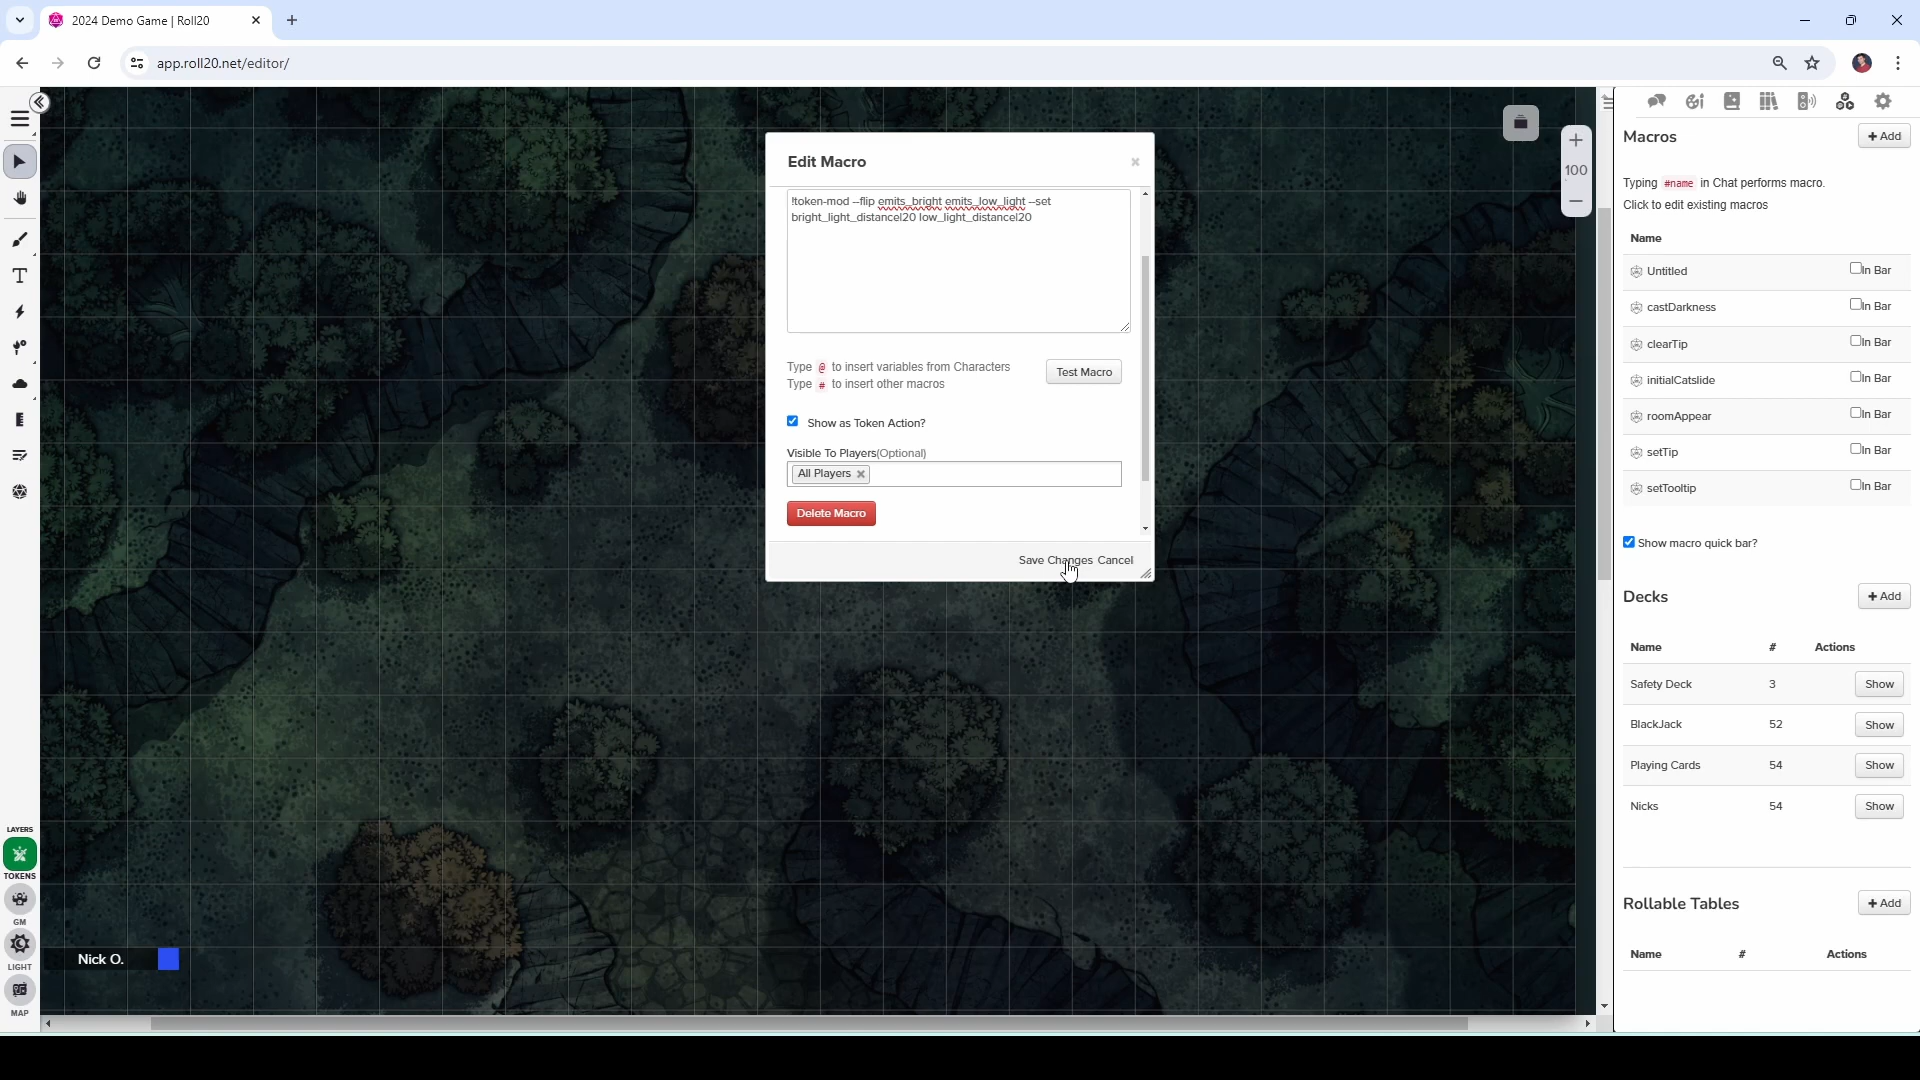 2024 Demo Game | Roll20
app.roll20.net/editor/
Edit Macro
!token-mod --flip emits_bright emits_low_light --set
bright_light_distance|20 low_light_distance|20
Type @ to insert variables from Characters
Type # to insert other macros
Test Macro
Show as Token Action?
Visible To Players(Optional)
All Players
Delete Macro
Save Changes Cancel
100
Macros
+ Add
Typing #name in Chat performs macro.
Click to edit existing macros
Name
Untitled In Bar
castDarkness In Bar
clearTip In Bar
initialCatslide In Bar
roomAppear In Bar
setTip In Bar
setTooltip In Bar
Show macro quick bar?
Decks
+ Add
Name # Actions
Safety Deck 3 Show
BlackJack 52 Show
Playing Cards 54 Show
Nicks 54 Show
Rollable Tables
+ Add
Name # Actions
LAYERS
TOKENS
GM
LIGHT
MAP
Nick O.